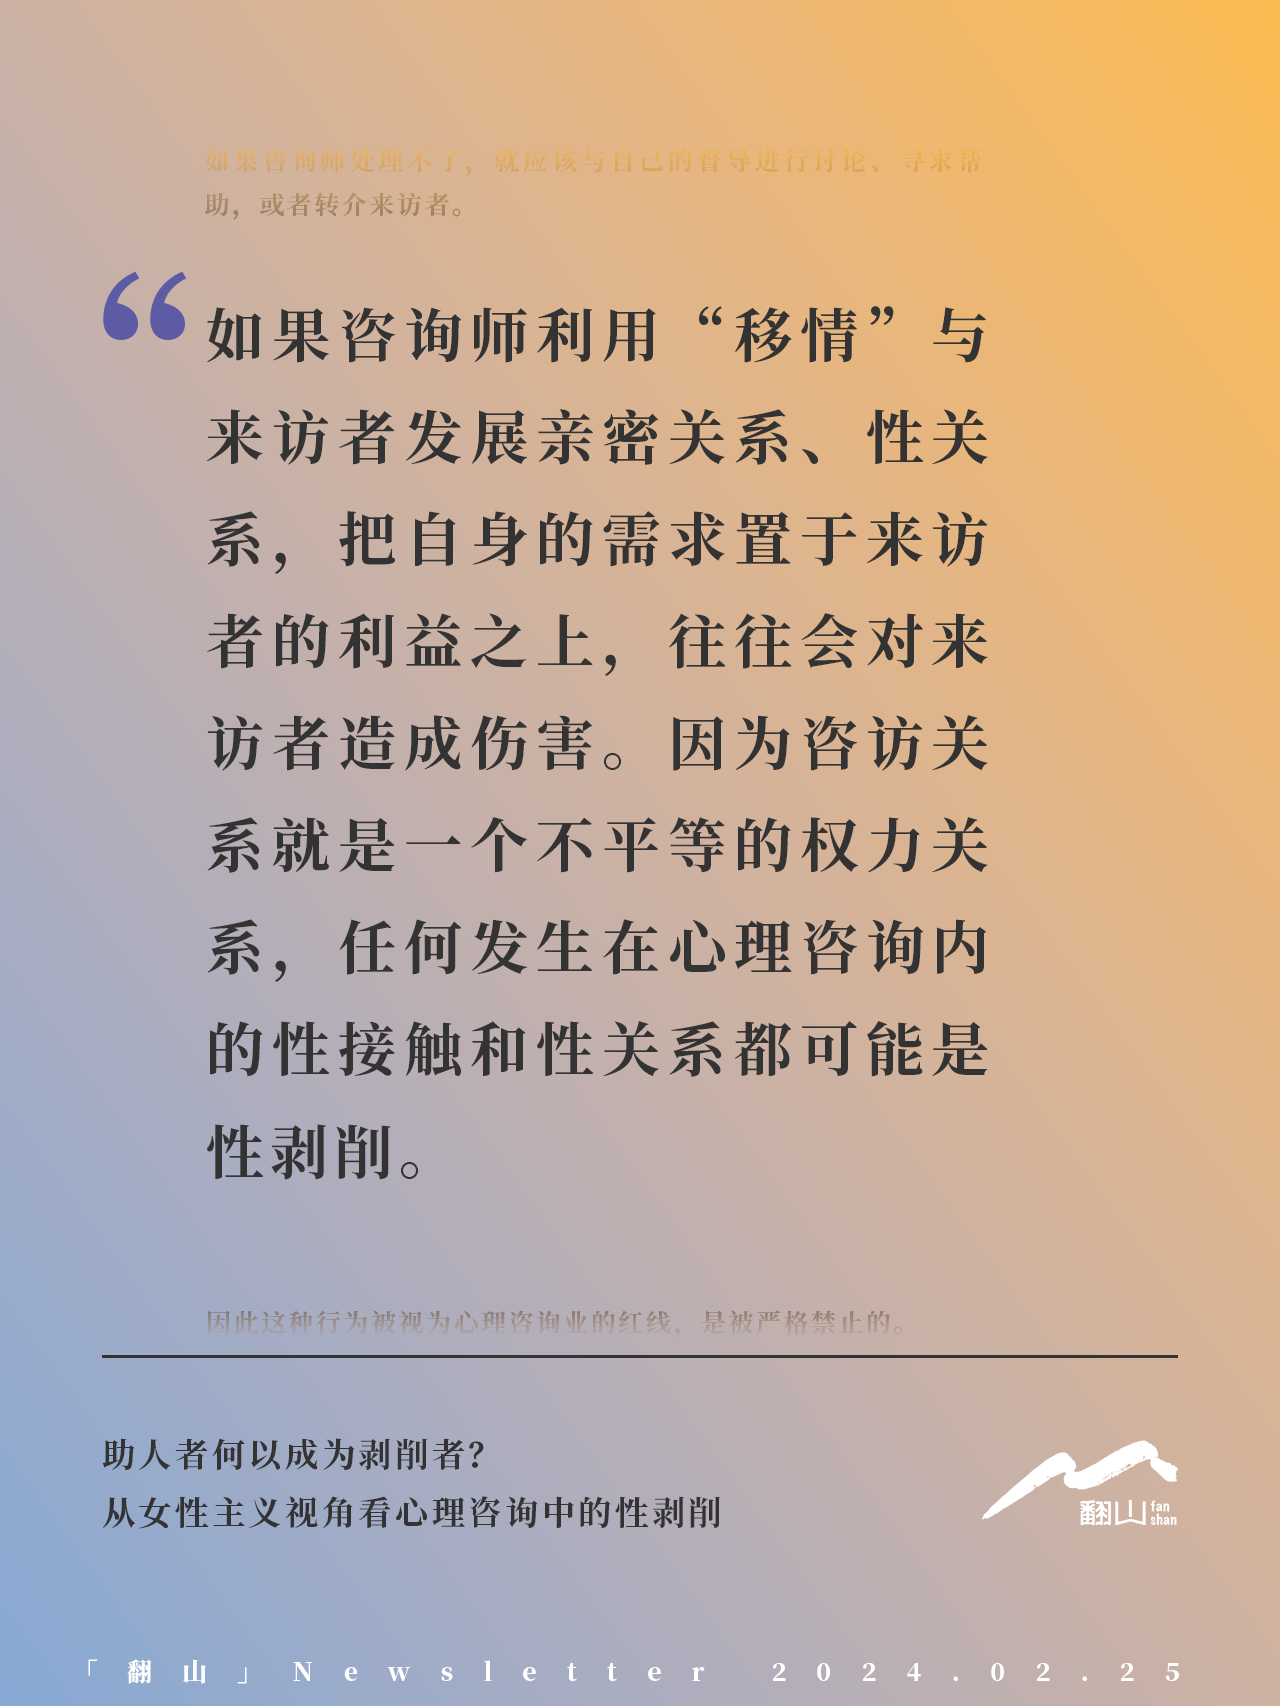 如果咨询师处理不了，就应该与自己的督导进行讨论、寻求帮
助，或者转介来访者。
“如果咨询师利用“移情”与
来访者发展亲密关系、性关
系，把自身的需求置于来访
者的利益之上，往往会对来
访者造成伤害。因为咨访关
系就是一个不平等的权力关
系，任何发生在心理咨询内
的性接触和性关系都可能是
性剥削。
因此这种行为被视为心理咨询业的红线，是被严格禁止的。
助人者何以成为剥削者？
从女性主义视角看心理咨询中的性剥削
翻山 fan
shan
「翻山」Newsletter 2024.02.25